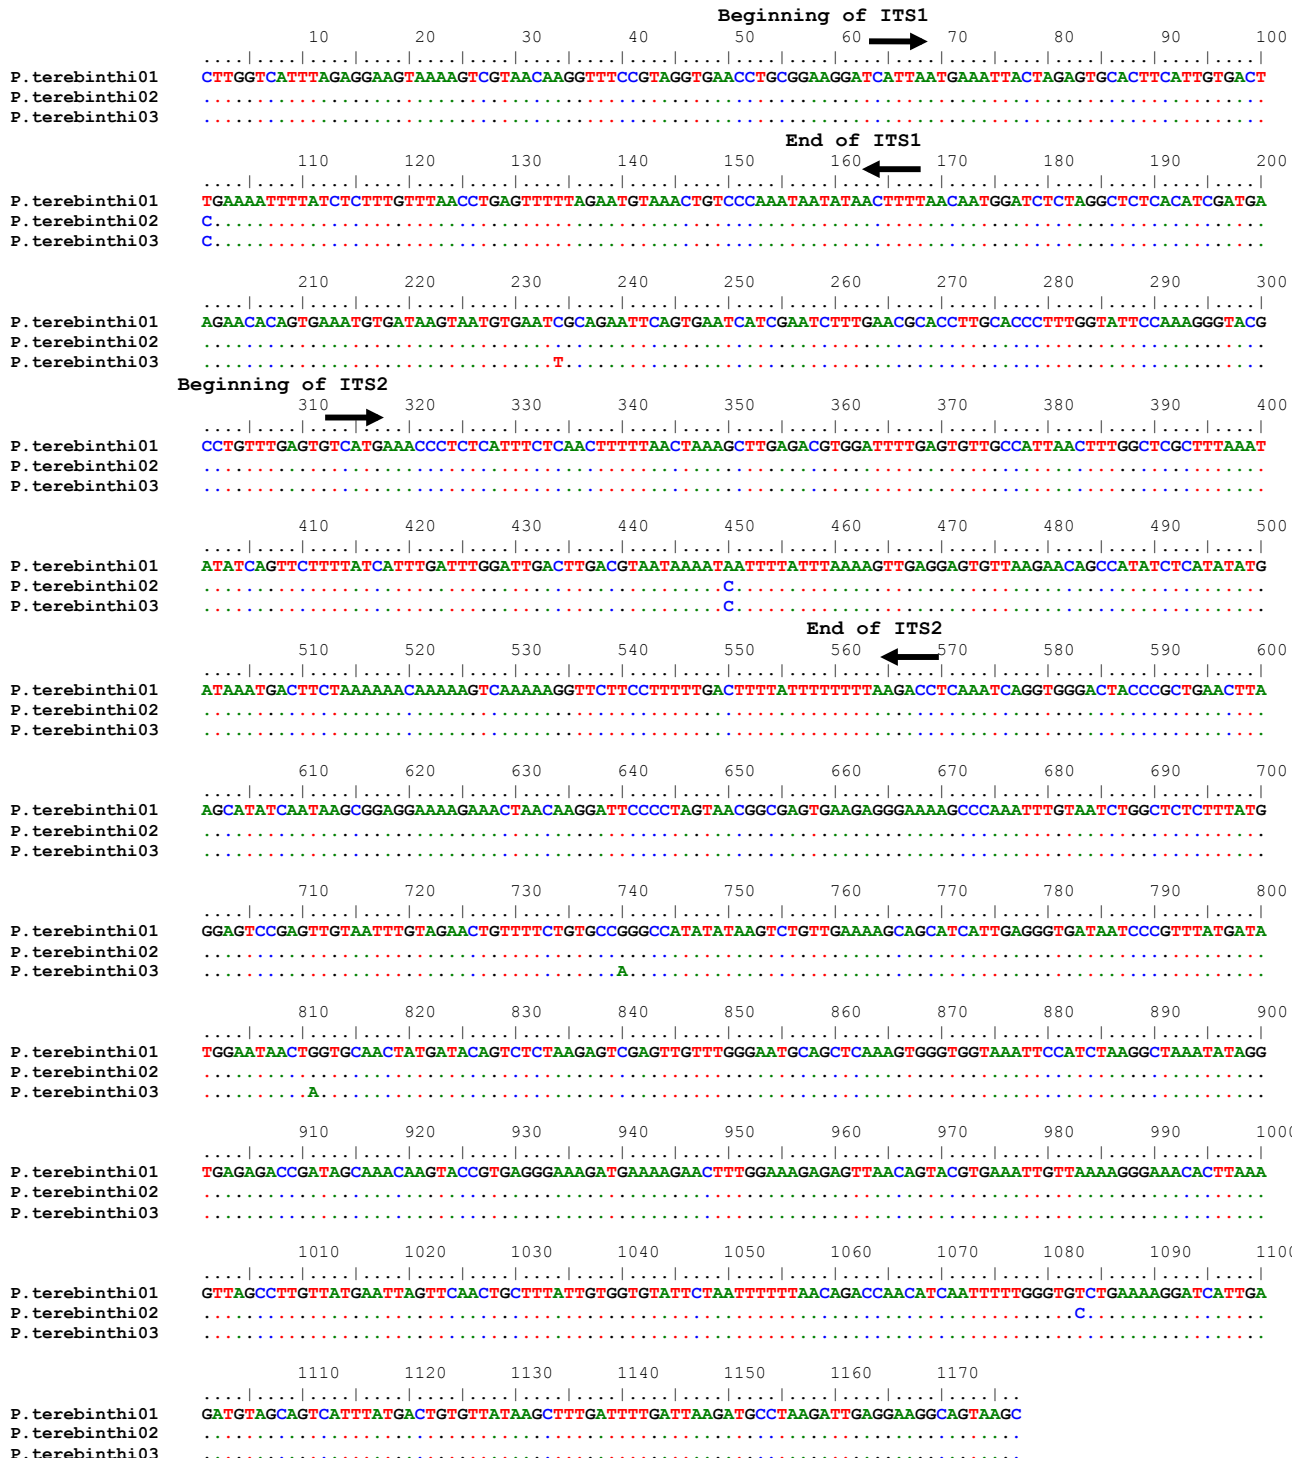 Beginning of ITS1
10 20 30 40 50 60 70 80 90 100
....|....|....|....|....|....|....|....|....|....|....|....|....|....|....|....|....|....|....|....|
P.terebinthi01 CTTGGTCATTTAGAGGAAGTAAAAGTCGTAACAAGGTTTCCGTAGGTGAACCTGCGGAAGGATCATTAATGAAATTACTAGAGTGCACTTCATTGTGACT
P.terebinthi02 ....................................................................................................
P.terebinthi03 ....................................................................................................
End of ITS1
110 120 130 140 150 160 170 180 190 200
....|....|....|....|....|....|....|....|....|....|....|....|....|....|....|....|....|....|....|....|
P.terebinthi01 TGAAAATTTTATCTCTTTGTTTAACCTGAGTTTTTAGAATGTAAACTGTCCCAAATAATATAACTTTTAACAATGGATCTCTAGGCTCTCACATCGATGA
P.terebinthi02 C...................................................................................................
P.terebinthi03 C...................................................................................................
210 220 230 240 250 260 270 280 290 300
....|....|....|....|....|....|....|....|....|....|....|....|....|....|....|....|....|....|....|....|
P.terebinthi01 AGAACACAGTGAAATGTGATAAGTAATGTGAATCGCAGAATTCAGTGAATCATCGAATCTTTGAACGCACCTTGCACCCTTTGGTATTCCAAAGGGTACG
P.terebinthi02 ....................................................................................................
P.terebinthi03 .................................T..................................................................
Beginning of ITS2
310 320 330 340 350 360 370 380 390 400
....|....|....|....|....|....|....|....|....|....|....|....|....|....|....|....|....|....|....|....|
P.terebinthi01 CCTGTTTGAGTGTCATGAAACCCTCTCATTTCTCAACTTTTTAACTAAAGCTTGAGACGTGGATTTTGAGTGTTGCCATTAACTTTGGCTCGCTTTAAAT
P.terebinthi02 ....................................................................................................
P.terebinthi03 ....................................................................................................
410 420 430 440 450 460 470 480 490 500
....|....|....|....|....|....|....|....|....|....|....|....|....|....|....|....|....|....|....|....|
P.terebinthi01 ATATCAGTTCTTTTATCATTTGATTTGGATTGACTTGACGTAATAAAATAATTTTATTTAAAAGTTGAGGAGTGTTAAGAACAGCCATATCTCATATATG
P.terebinthi02 .................................................C..................................................
P.terebinthi03 .................................................C..................................................
End of ITS2
510 520 530 540 550 560 570 580 590 600
....|....|....|....|....|....|....|....|....|....|....|....|....|....|....|....|....|....|....|....|
P.terebinthi01 ATAAATGACTTCTAAAAAACAAAAAGTCAAAAAGGTTCTTCCTTTTTGACTTTTATTTTTTTTAAGACCTCAAATCAGGTGGGACTACCCGCTGAACTTA
P.terebinthi02 ....................................................................................................
P.terebinthi03 ....................................................................................................
610 620 630 640 650 660 670 680 690 700
....|....|....|....|....|....|....|....|....|....|....|....|....|....|....|....|....|....|....|....|
P.terebinthi01 AGCATATCAATAAGCGGAGGAAAAGAAACTAACAAGGATTCCCCTAGTAACGGCGAGTGAAGAGGGAAAAGCCCAAATTTGTAATCTGGCTCTCTTTATG
P.terebinthi02 ....................................................................................................
P.terebinthi03 ....................................................................................................
710 720 730 740 750 760 770 780 790 800
....|....|....|....|....|....|....|....|....|....|....|....|....|....|....|....|....|....|....|....|
P.terebinthi01 GGAGTCCGAGTTGTAATTTGTAGAACTGTTTTCTGTGCCGGGCCATATATAAGTCTGTTGAAAAGCAGCATCATTGAGGGTGATAATCCCGTTTATGATA
P.terebinthi02 ....................................................................................................
P.terebinthi03 .......................................A............................................................
810 820 830 840 850 860 870 880 890 900
....|....|....|....|....|....|....|....|....|....|....|....|....|....|....|....|....|....|....|....|
P.terebinthi01 TGGAATAACTGGTGCAACTATGATACAGTCTCTAAGAGTCGAGTTGTTTGGGAATGCAGCTCAAAGTGGGTGGTAAATTCCATCTAAGGCTAAATATAGG
P.terebinthi02 ....................................................................................................
P.terebinthi03 ..........A.........................................................................................
910 920 930 940 950 960 970 980 990 1000
....|....|....|....|....|....|....|....|....|....|....|....|....|....|....|....|....|....|....|....|
P.terebinthi01 TGAGAGACCGATAGCAAACAAGTACCGTGAGGGAAAGATGAAAAGAACTTTGGAAAGAGAGTTAACAGTACGTGAAATTGTTAAAAGGGAAACACTTAAA
P.terebinthi02 ....................................................................................................
P.terebinthi03 ....................................................................................................
1010 1020 1030 1040 1050 1060 1070 1080 1090 1100
....|....|....|....|....|....|....|....|....|....|....|....|....|....|....|....|....|....|....|....|
P.terebinthi01 GTTAGCCTTGTTATGAATTAGTTCAACTGCTTTATTGTGGTGTATTCTAATTTTTTAACAGACCAACATCAATTTTTGGGTGTCTGAAAAGGATCATTGA
P.terebinthi02 ..................................................................................C.................
P.terebinthi03 ....................................................................................................
1110 1120 1130 1140 1150 1160 1170
....|....|....|....|....|....|....|....|....|....|....|....|....|....|....|..
P.terebinthi01 GATGTAGCAGTCATTTATGACTGTGTTATAAGCTTTGATTTTGATTAAGATGCCTAAGATTGAGGAAGGCAGTAAGC
P.terebinthi02 .............................................................................
P.terebinthi03 .............................................................................